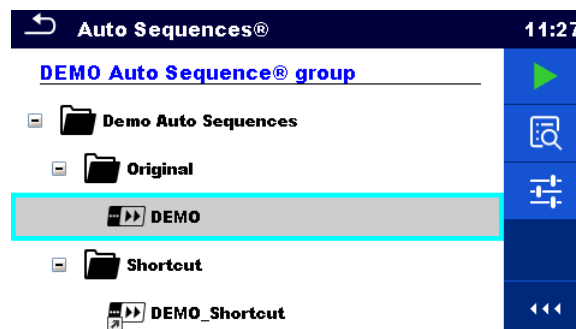 Auto Sequences®
11:27
DEMO Auto Sequence® group
Demo Auto Sequences
Original
DEMO
Shortcut
DEMO_Shortcut